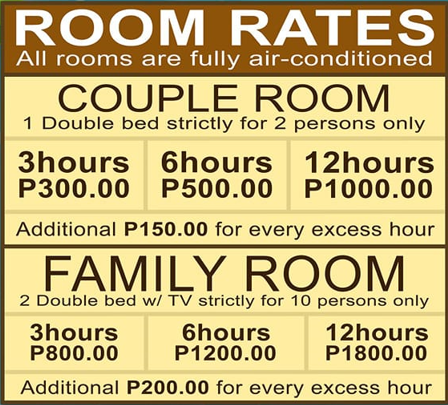 ROOM RATES
All rooms are fully air-conditioned
COUPLE ROOM
1 Double bed strictly for 2 persons only
3hours 6hours 12hours
P300.00 P500.00 P1000.00
Additional P150.00 for every excess hour
FAMILY ROOM
2 Double bed w/ TV strictly for 10 persons only
3hours 6hours 12hours
P800.00 P1200.00 P1800.00
Additional P200.00 for every excess hour